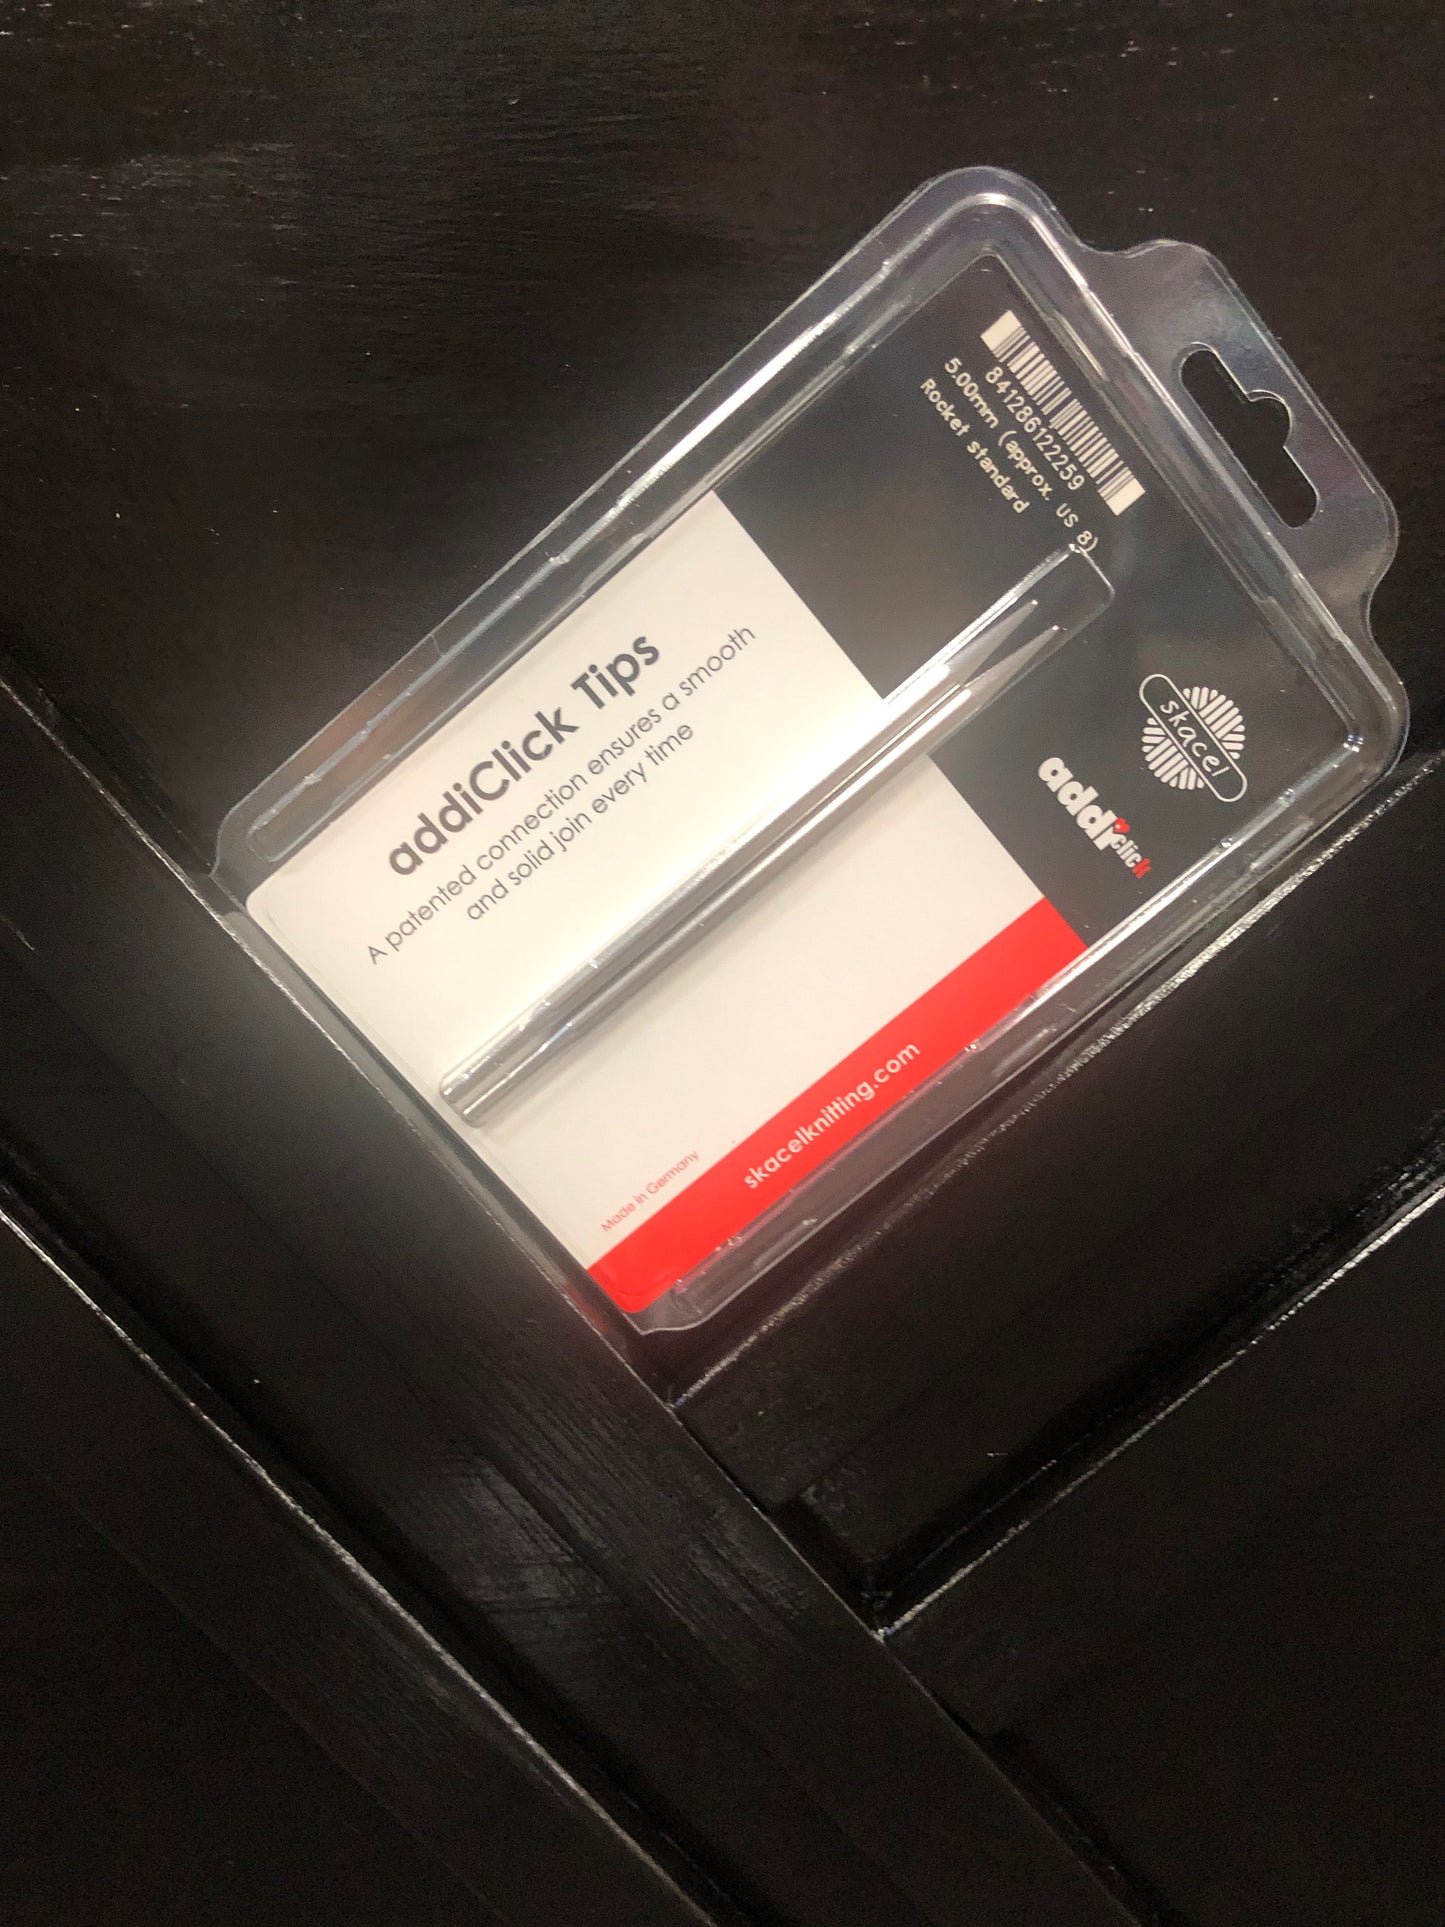 841286122259
5.00mm (approx. US 8)
Rocket standard
skacel
addiclick
addiClick Tips
A patented connection ensures a smooth
and solid join every time
Made in Germany
skacelknitting.com